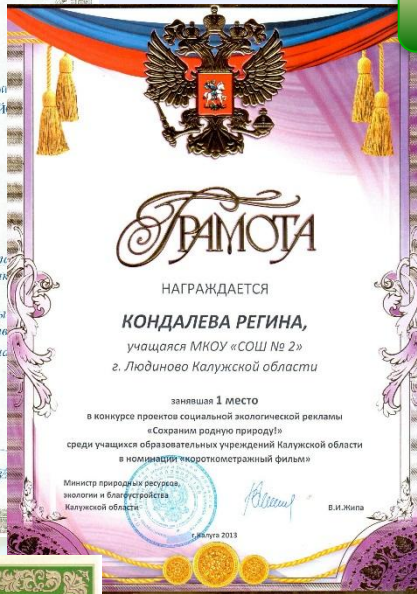 ГРАМОТА
НАГРАЖДАЕТСЯ
КОНДАЛЕВА РЕГИНА,
учащаяся МКОУ «СОШ № 2»
г. Людиново Калужской области
занявшая 1 место
в конкурсе проектов социальной экологической рекламы
«Сохраним родную природу!»
среди учащихся образовательных учреждений Калужской области
в номинации «короткометражный фильм»
Министр природных ресурсов,
экологии и благоустройства
Калужской области
В.И.Жипа
г.Калуга 2013